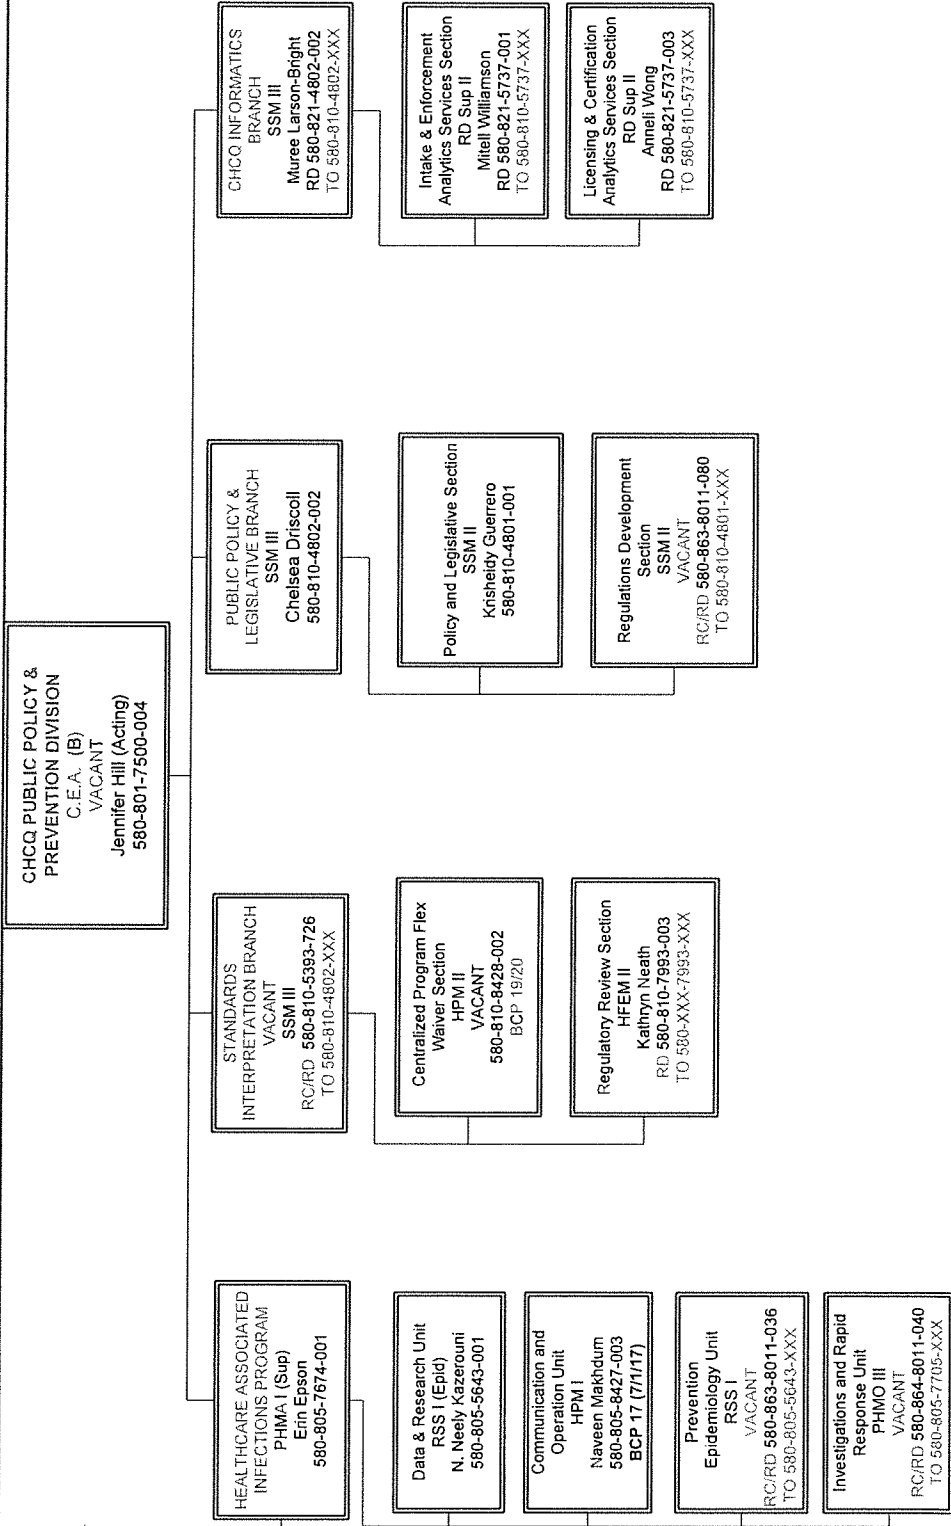 CHCQ PUBLIC POLICY &
PREVENTION DIVISION
C.E.A. (B)
VACANT
Jennifer Hill (Acting)
580-801-7500-004
HEALTHCARE ASSOCIATED
INFECTIONS PROGRAM
PHMA I (Sup)
Erin Epson
580-805-7674-001
Data & Research Unit
RSS I (Epid)
N. Neely Kazerouni
580-805-5643-001
Communication and
Operation Unit
HPM I
Naveen Makhdum
580-805-8427-003
BCP 17 (7/1/17)
Prevention
Epidemiology Unit
RSS I
VACANT
RC/RD 580-863-8011-036
TO 580-805-5643-XXX
Investigations and Rapid
Response Unit
PHMO III
VACANT
RC/RD 580-864-8011-040
TO 580-805-7705-XXX
STANDARDS
INTERPRETATION BRANCH
VACANT
SSM III
RC/RD 580-810-5393-726
TO 580-810-4802-XXX
Centralized Program Flex
Waiver Section
HPM II
VACANT
580-810-8428-002
BCP 19/20
Regulatory Review Section
HFEM II
Kathryn Neath
RD 580-810-7993-003
TO 580-XXX-7993-XXX
PUBLIC POLICY &
LEGISLATIVE BRANCH
SSM III
Chelsea Driscoll
580-810-4802-002
Policy and Legislative Section
SSM II
Krisheidy Guerrero
580-810-4801-001
Regulations Development
Section
SSM II
VACANT
RC/RD 580-863-8011-080
TO 580-810-4801-XXX
CHCQ INFORMATICS
BRANCH
SSM III
Muree Larson-Bright
RD 580-821-4802-002
TO 580-810-4802-XXX
Intake & Enforcement
Analytics Services Section
RD Sup II
Mitell Williamson
RD 580-821-5737-001
TO 580-810-5737-XXX
Licensing & Certification
Analytics Services Section
RD Sup II
Anneli Wong
RD 580-821-5737-003
TO 580-810-5737-XXX